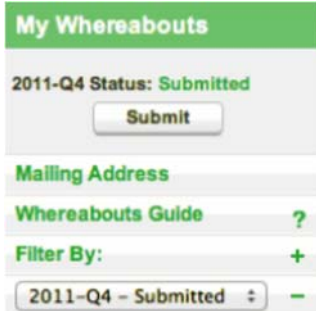 My Whereabouts
2011-Q4 Status: Submitted
Submit
Mailing Address
Whereabouts Guide ?
Filter By: +
2011-Q4 - Submitted −